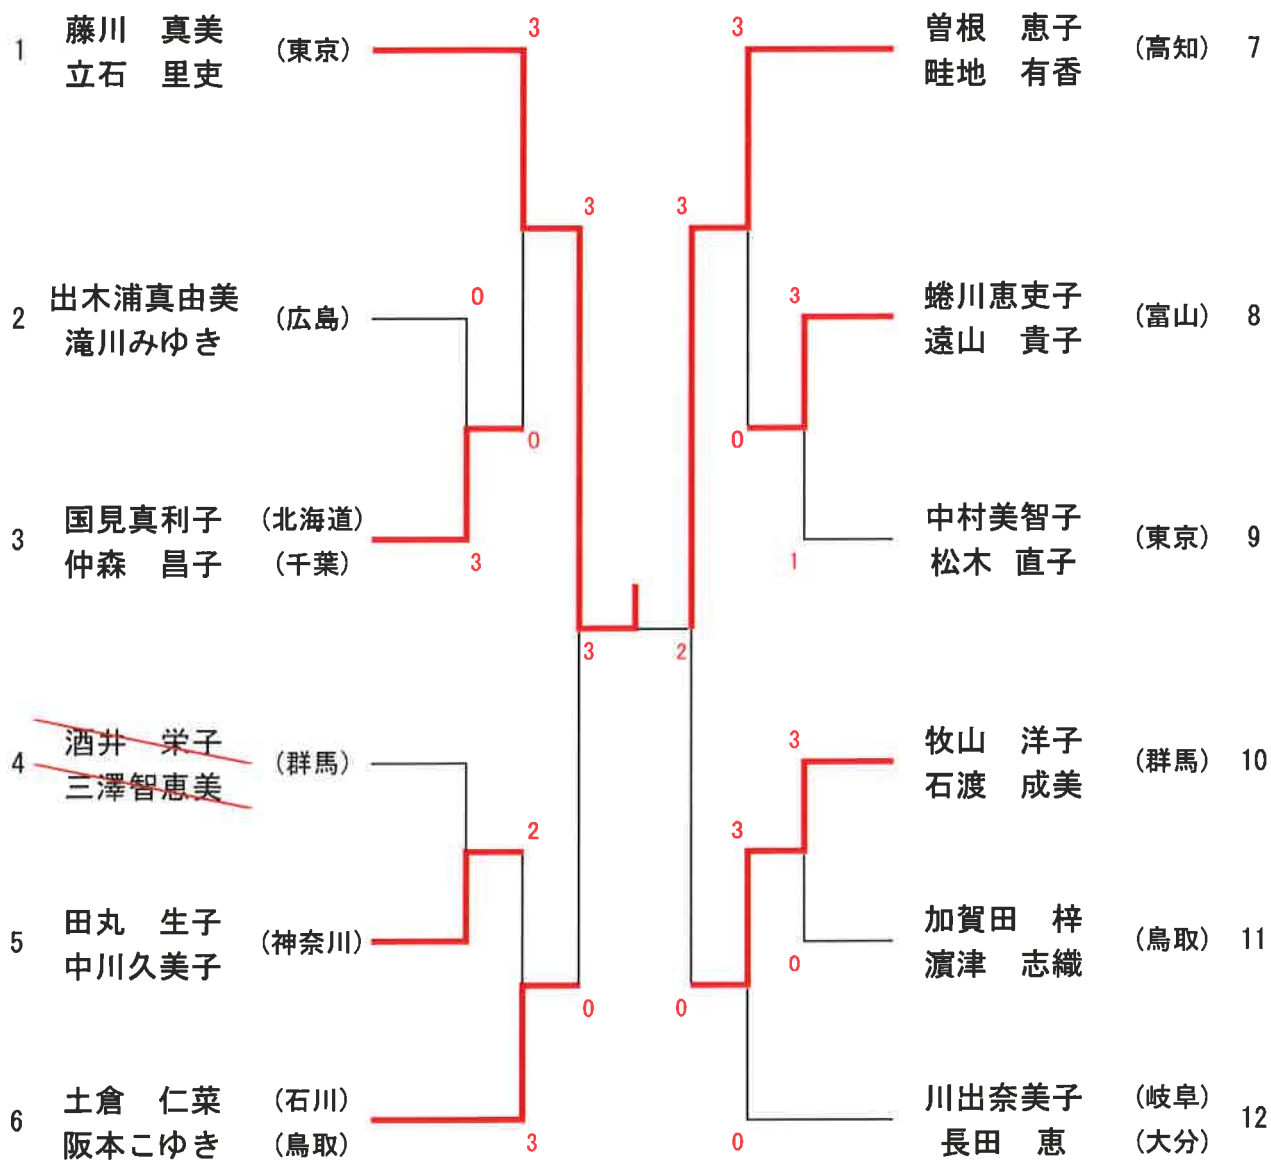 1 藤川　真美 (東京)
立石　里吏
2 出木浦真由美 (広島)
滝川みゆき
3 国見真利子 (北海道)
仲森　昌子 (千葉)
4 酒井　栄子 (群馬)
三澤智恵美
5 田丸　生子 (神奈川)
中川久美子
6 土倉　仁菜 (石川)
阪本こゆき (鳥取)
3
3
0
0
3
3
2
0
3
3
3
3
0
1
2
3
3
0
0
0
曽根　恵子 (高知) 7
畦地　有香
蜷川恵吏子 (富山) 8
遠山　貴子
中村美智子 (東京) 9
松木 直子
牧山　洋子 (群馬) 10
石渡　成美
加賀田　梓 (鳥取) 11
濵津　志織
川出奈美子 (岐阜) 12
長田　恵 (大分)